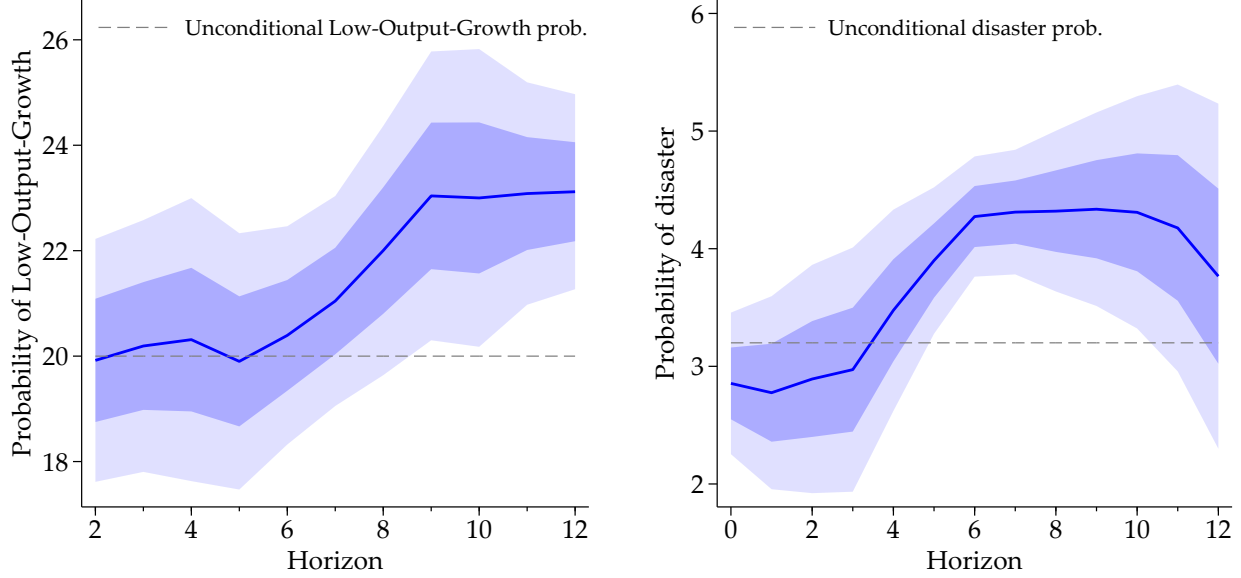 Unconditional Low-Output-Growth prob.
Probability of Low-Output-Growth
26
24
22
20
18
2 4 6 8 10 12
Horizon
Unconditional disaster prob.
Probability of disaster
6
5
4
3
2
0 2 4 6 8 10 12
Horizon